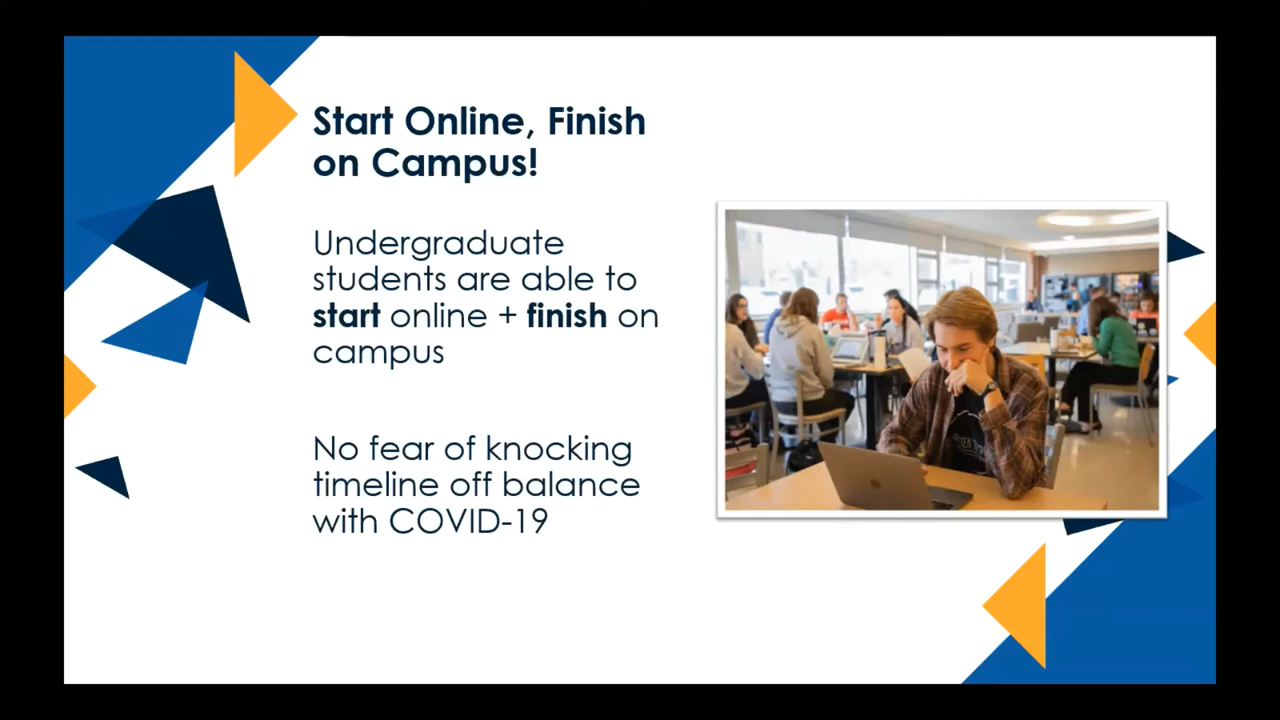 Start Online, Finish
on Campus!
Undergraduate
students are able to
start online + finish on
campus
No fear of knocking
timeline off balance
with COVID-19